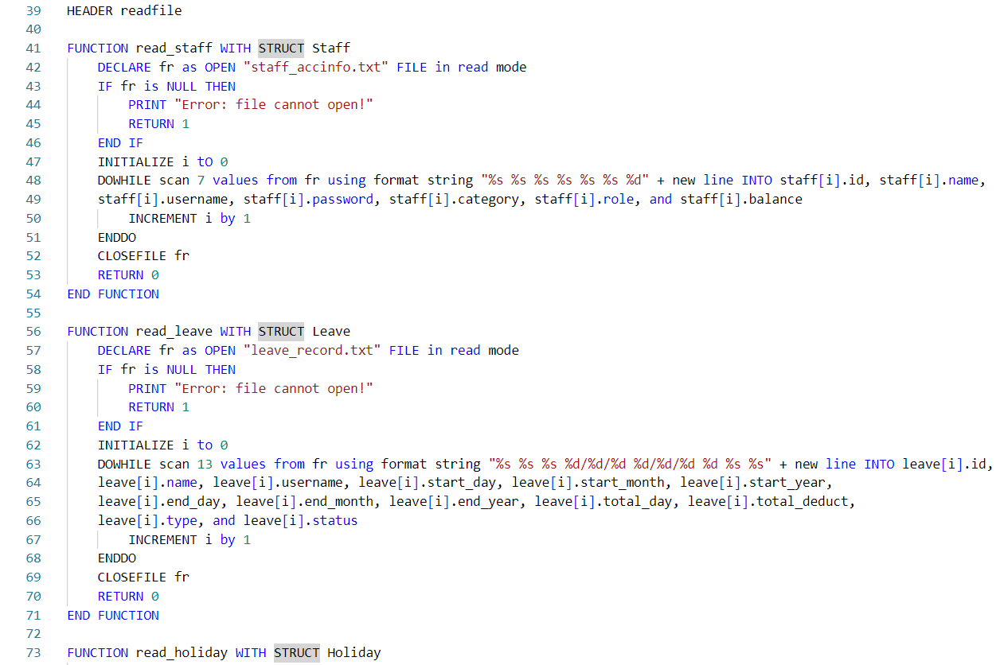 39 HEADER readfile
40
41 FUNCTION read_staff WITH STRUCT Staff
42 DECLARE fr as OPEN "staff_accinfo.txt" FILE in read mode
43 IF fr is NULL THEN
44 PRINT "Error: file cannot open!"
45 RETURN 1
46 END IF
47 INITIALIZE i tO 0
48 DOWHILE scan 7 values from fr using format string "%s %s %s %s %s %s %d" + new line INTO staff[i].id, staff[i].name,
49 staff[i].username, staff[i].password, staff[i].category, staff[i].role, and staff[i].balance
50 INCREMENT i by 1
51 ENDDO
52 CLOSEFILE fr
53 RETURN 0
54 END FUNCTION
55
56 FUNCTION read_leave WITH STRUCT Leave
57 DECLARE fr as OPEN "leave_record.txt" FILE in read mode
58 IF fr is NULL THEN
59 PRINT "Error: file cannot open!"
60 RETURN 1
61 END IF
62 INITIALIZE i to 0
63 DOWHILE scan 13 values from fr using format string "%s %s %s %d/%d/%d %d/%d/%d %d %s %s" + new line INTO leave[i].id,
64 leave[i].name, leave[i].username, leave[i].start_day, leave[i].start_month, leave[i].start_year,
65 leave[i].end_day, leave[i].end_month, leave[i].end_year, leave[i].total_day, leave[i].total_deduct,
66 leave[i].type, and leave[i].status
67 INCREMENT i by 1
68 ENDDO
69 CLOSEFILE fr
70 RETURN 0
71 END FUNCTION
72
73 FUNCTION read_holiday WITH STRUCT Holiday